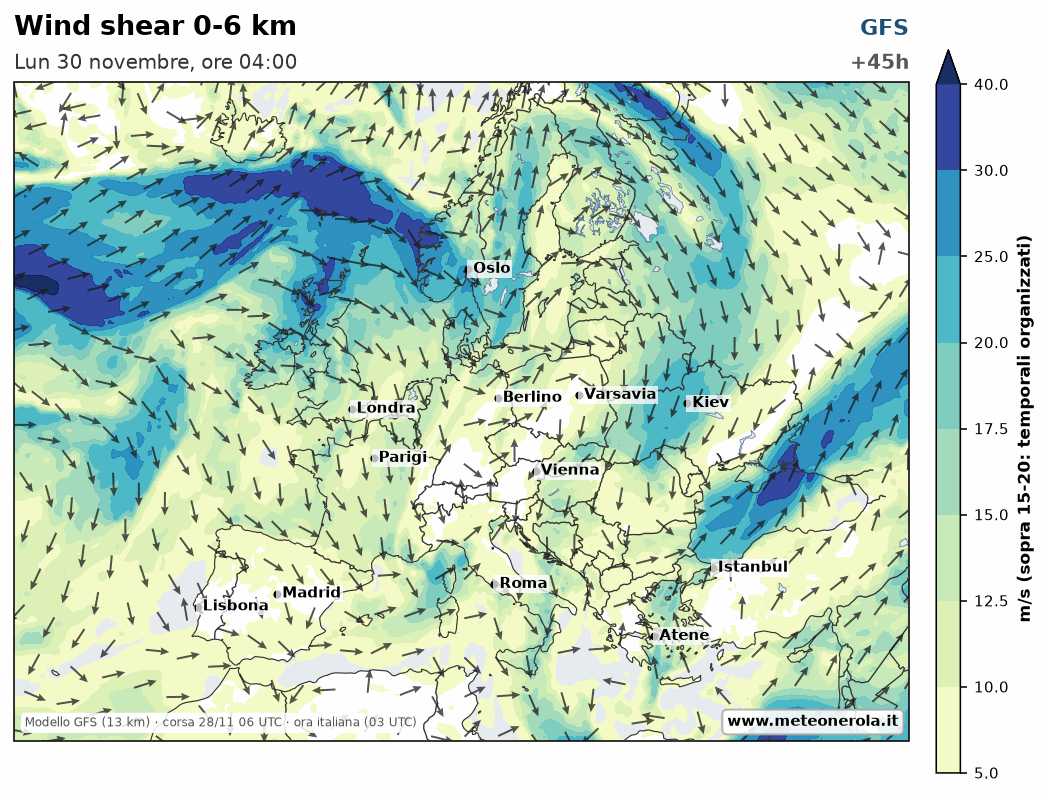 Wind shear 0-6 km
GFS
Lun 30 novembre, ore 04:00
+45h
40.0
30.0
25.0
20.0
17.5
15.0
12.5
10.0
5.0
m/s (sopra 15-20: temporali organizzati)
Oslo
Berlino
Varsavia
Kiev
Londra
Parigi
Vienna
Istanbul
Roma
Madrid
Lisbona
Atene
Modello GFS (13 km) · corsa 28/11 06 UTC · ora italiana (03 UTC)
www.meteonerola.it